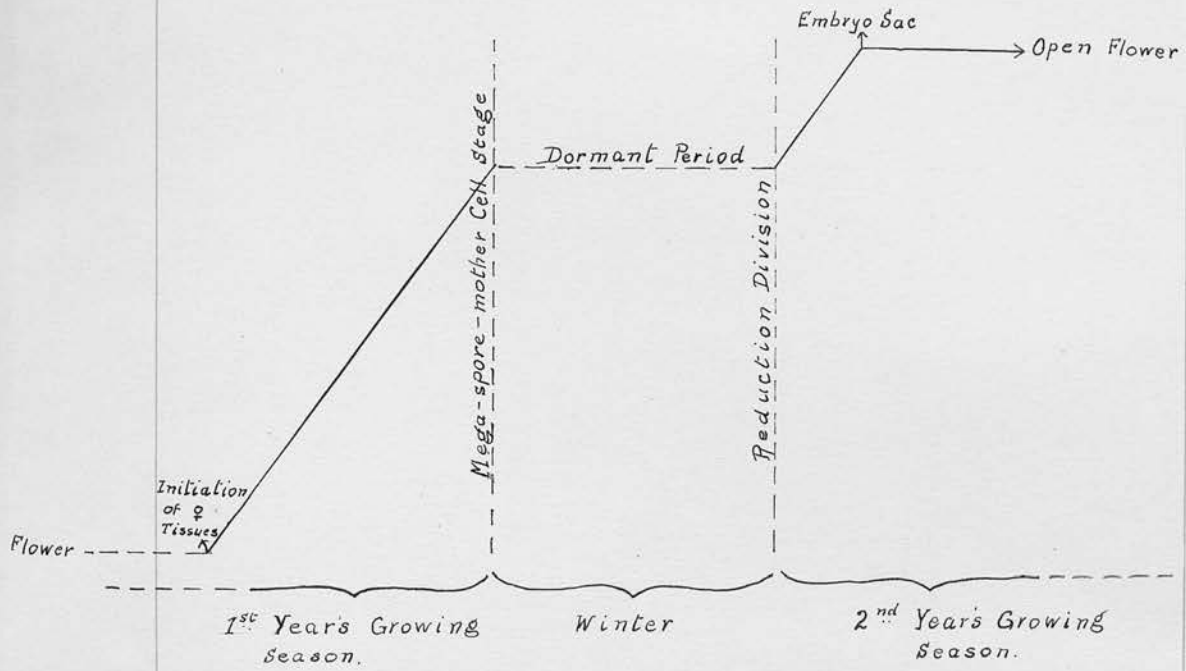 Embryo Sac
Open Flower
Mega-spore-mother Cell Stage
Dormant Period
Reduction Division
Initiation
of ♀
Tissues
Flower
1st Year's Growing
Season.
Winter
2nd Year's Growing
Season.